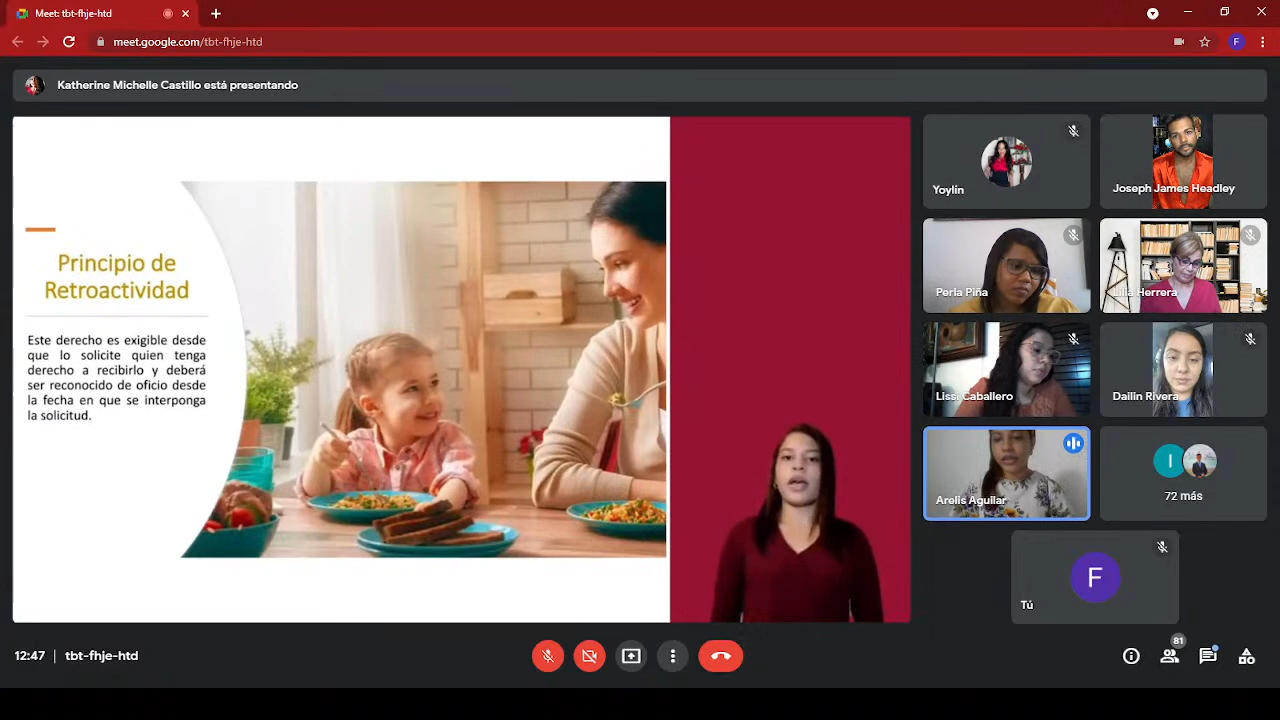 Meet: tbt-fhje-htd
meet.google.com/tbt-fhje-htd
F
Katherine Michelle Castillo está presentando
Principio de
Retroactividad
Este derecho es exigible desde
que lo solicite quien tenga
derecho a recibirlo y deberá
ser reconocido de oficio desde
la fecha en que se interponga
la solicitud.
Yoylín
Joseph James Headley
Perla Piña
Lilia Herrera
Lissi Caballero
Dailin Rivera
Arelis Aguilar
I
72 más
F
Tú
12:47 | tbt-fhje-htd
81